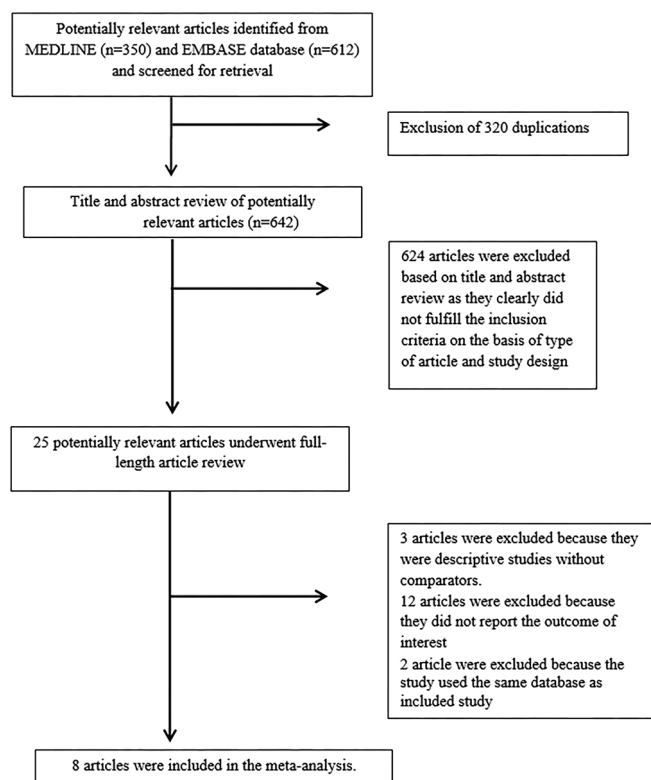 Potentially relevant articles identified from
MEDLINE (n=350) and EMBASE database (n=612)
and screened for retrieval
Exclusion of 320 duplications
Title and abstract review of potentially
relevant articles (n=642)
624 articles were excluded
based on title and abstract
review as they clearly did
not fulfill the inclusion
criteria on the basis of type
of article and study design
25 potentially relevant articles underwent full-
length article review
3 articles were excluded because they
were descriptive studies without
comparators.
12 articles were excluded because
they did not report the outcome of
interest
2 article were excluded because the
study used the same database as
included study
8 articles were included in the meta-analysis.